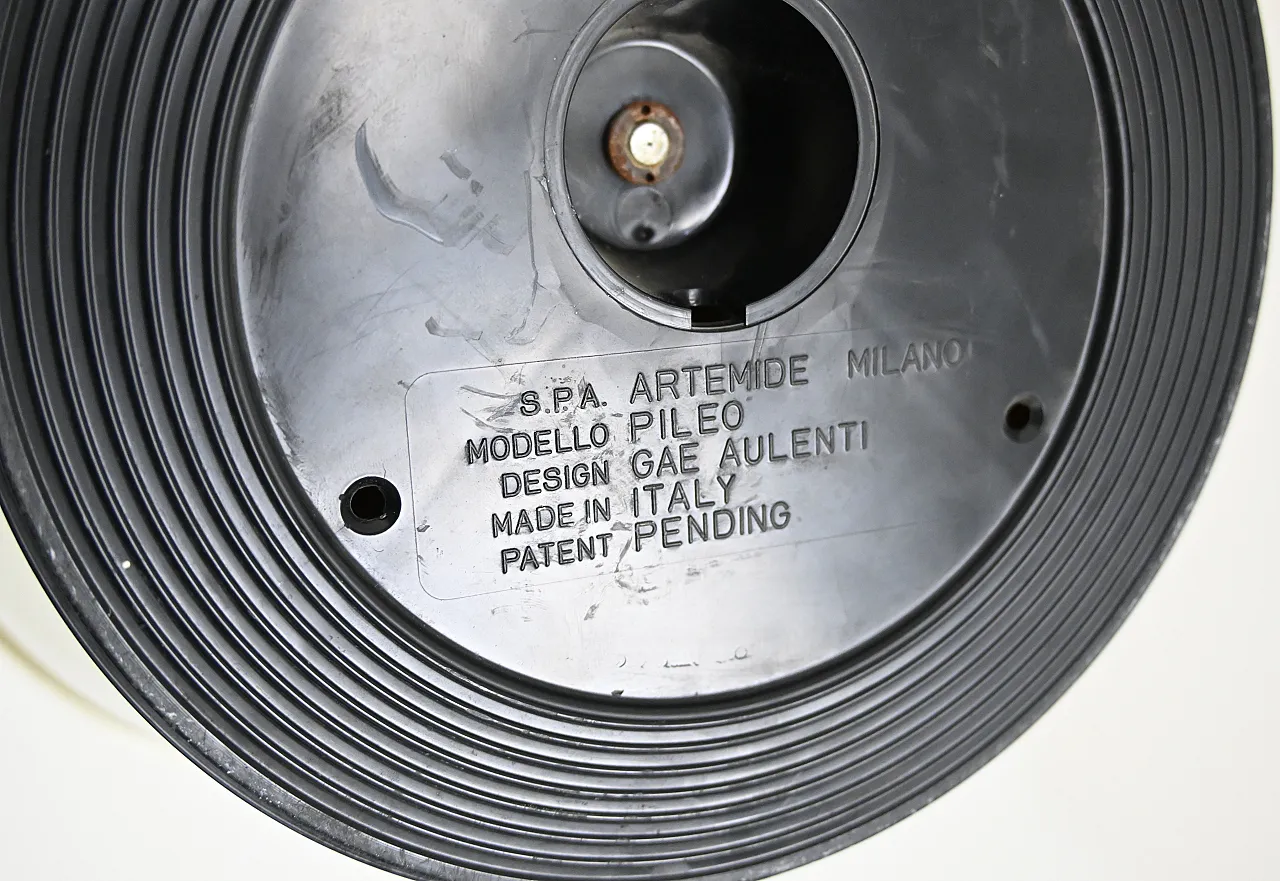 S.P.A. ARTEMIDE MILANO
MODELLO PILEO
DESIGN GAE AULENTI
MADE IN ITALY
PATENT PENDING